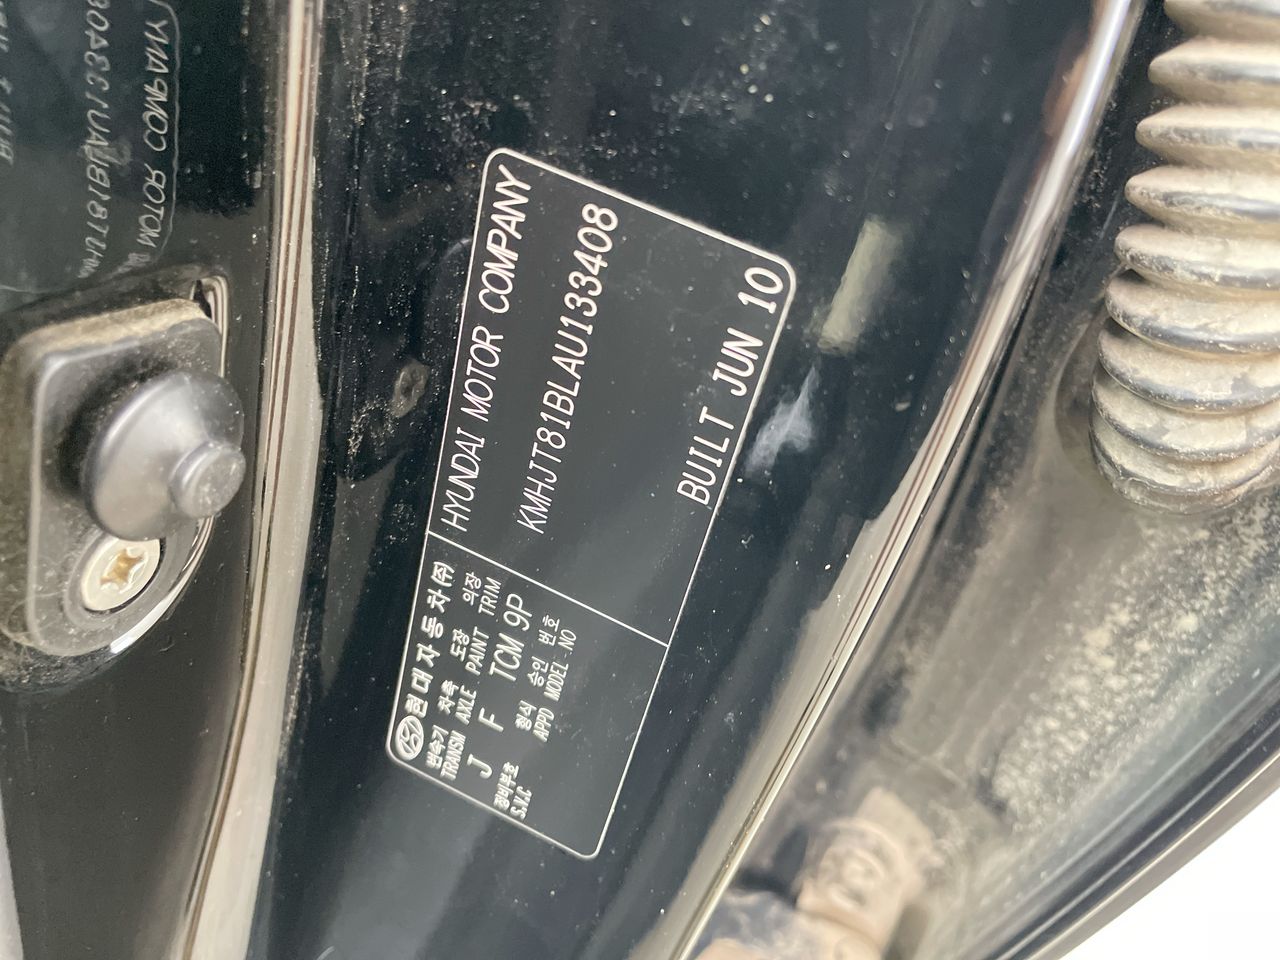 현대자동차(주)
HYUNDAI MOTOR COMPANY
변속기 차축 도장 의장
TRANSM AXLE PAINT TRIM
J F TCM 9P
KMHJT81BLAU133408
정비부호 형식 승인 번호
S.V.C APPD MODEL NO
BUILT JUN 10